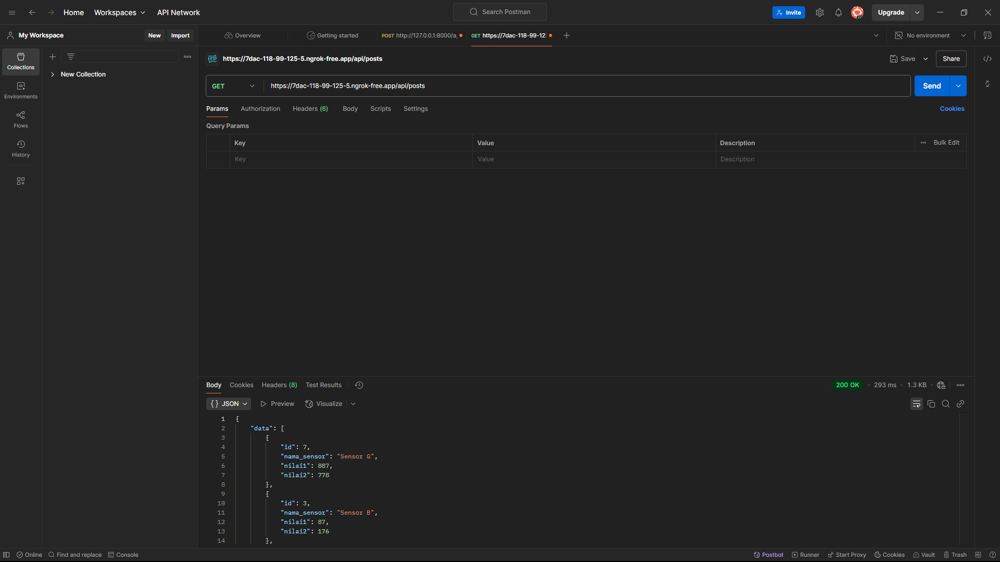 Home Workspaces API Network Search Postman Invite Upgrade
My Workspace New Import Overview Getting started POST http://127.0.0.1:8000/a GET https://7dac-118-99-12 No environment
Collections
Environments
Flows
History
New Collection
HTTP https://7dac-118-99-125-5.ngrok-free.app/api/posts Save Share
GET https://7dac-118-99-125-5.ngrok-free.app/api/posts Send
Params Authorization Headers (6) Body Scripts Settings Cookies
Query Params
Key Value Description Bulk Edit
Key Value Description
Body Cookies Headers (8) Test Results 200 OK 293 ms 1.3 KB
{} JSON Preview Visualize
1 {
2 "data": [
3 {
4 "id": 7,
5 "nama_sensor": "Sensor G",
6 "nilai1": 887,
7 "nilai2": 778
8 },
9 {
10 "id": 3,
11 "nama_sensor": "Sensor B",
12 "nilai1": 87,
13 "nilai2": 176
14 },
Online Find and replace Console Postbot Runner Start Proxy Cookies Vault Trash